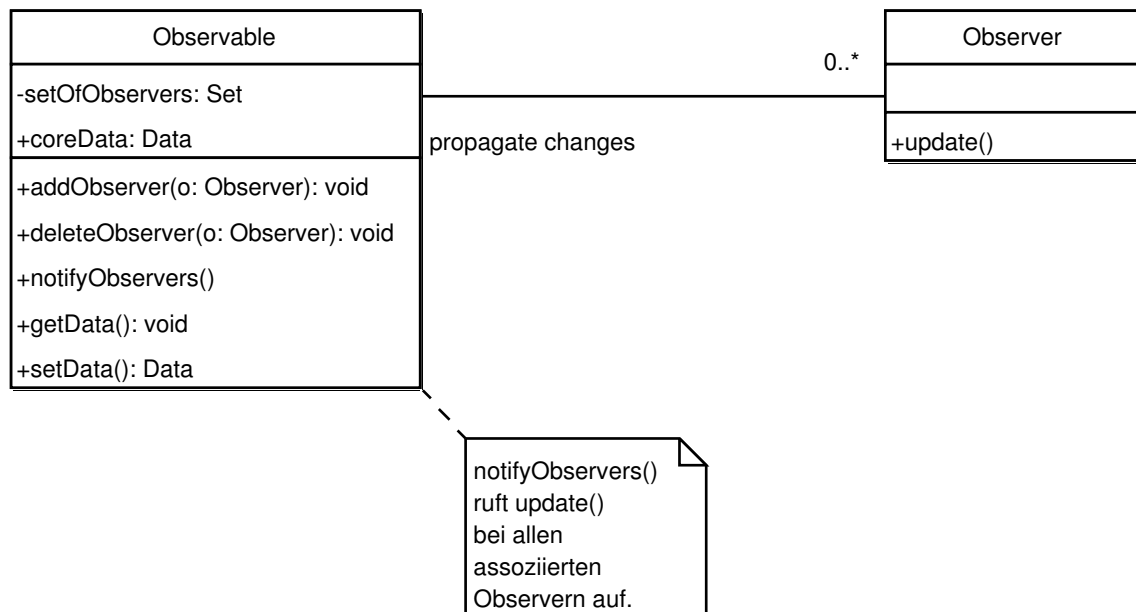 Observable
-setOfObservers: Set
+coreData: Data
+addObserver(o: Observer): void
+deleteObserver(o: Observer): void
+notifyObservers()
+getData(): void
+setData(): Data
0..*
propagate changes
Observer
+update()
notifyObservers()
ruft update()
bei allen
assoziierten
Observern auf.